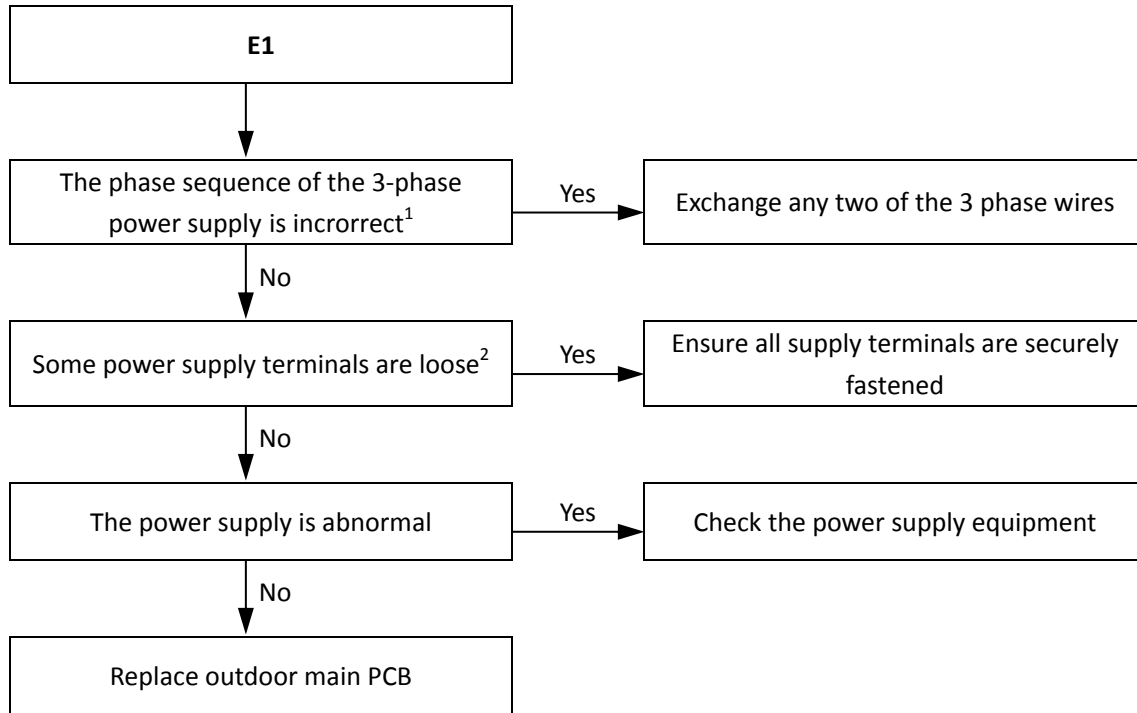 E1
The phase sequence of the 3-phase
power supply is incrorrect¹
Yes
Exchange any two of the 3 phase wires
No
Some power supply terminals are loose²
Yes
Ensure all supply terminals are securely
fastened
No
The power supply is abnormal
Yes
Check the power supply equipment
No
Replace outdoor main PCB